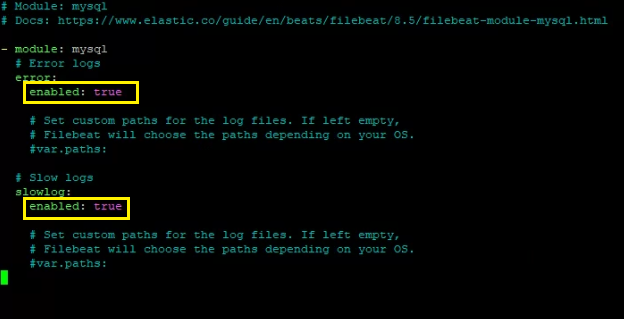 # Module: mysql
# Docs: https://www.elastic.co/guide/en/beats/filebeat/8.5/filebeat-module-mysql.html
- module: mysql
# Error logs
error:
enabled: true
# Set custom paths for the log files. If left empty,
# Filebeat will choose the paths depending on your OS.
#var.paths:
# Slow logs
slowlog:
enabled: true
# Set custom paths for the log files. If left empty,
# Filebeat will choose the paths depending on your OS.
#var.paths: